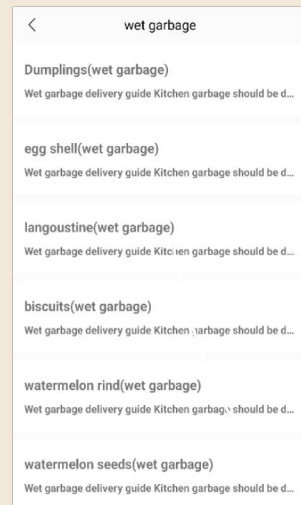 wet garbage
Dumplings(wet garbage)
Wet garbage delivery guide Kitchen garbage should be d...
egg shell(wet garbage)
Wet garbage delivery guide Kitchen garbage should be d...
langoustine(wet garbage)
Wet garbage delivery guide Kitchen garbage should be d...
biscuits(wet garbage)
Wet garbage delivery guide Kitchen garbage should be d...
watermelon rind(wet garbage)
Wet garbage delivery guide Kitchen garbage should be d...
watermelon seeds(wet garbage)
Wet garbage delivery guide Kitchen garbage should be d...